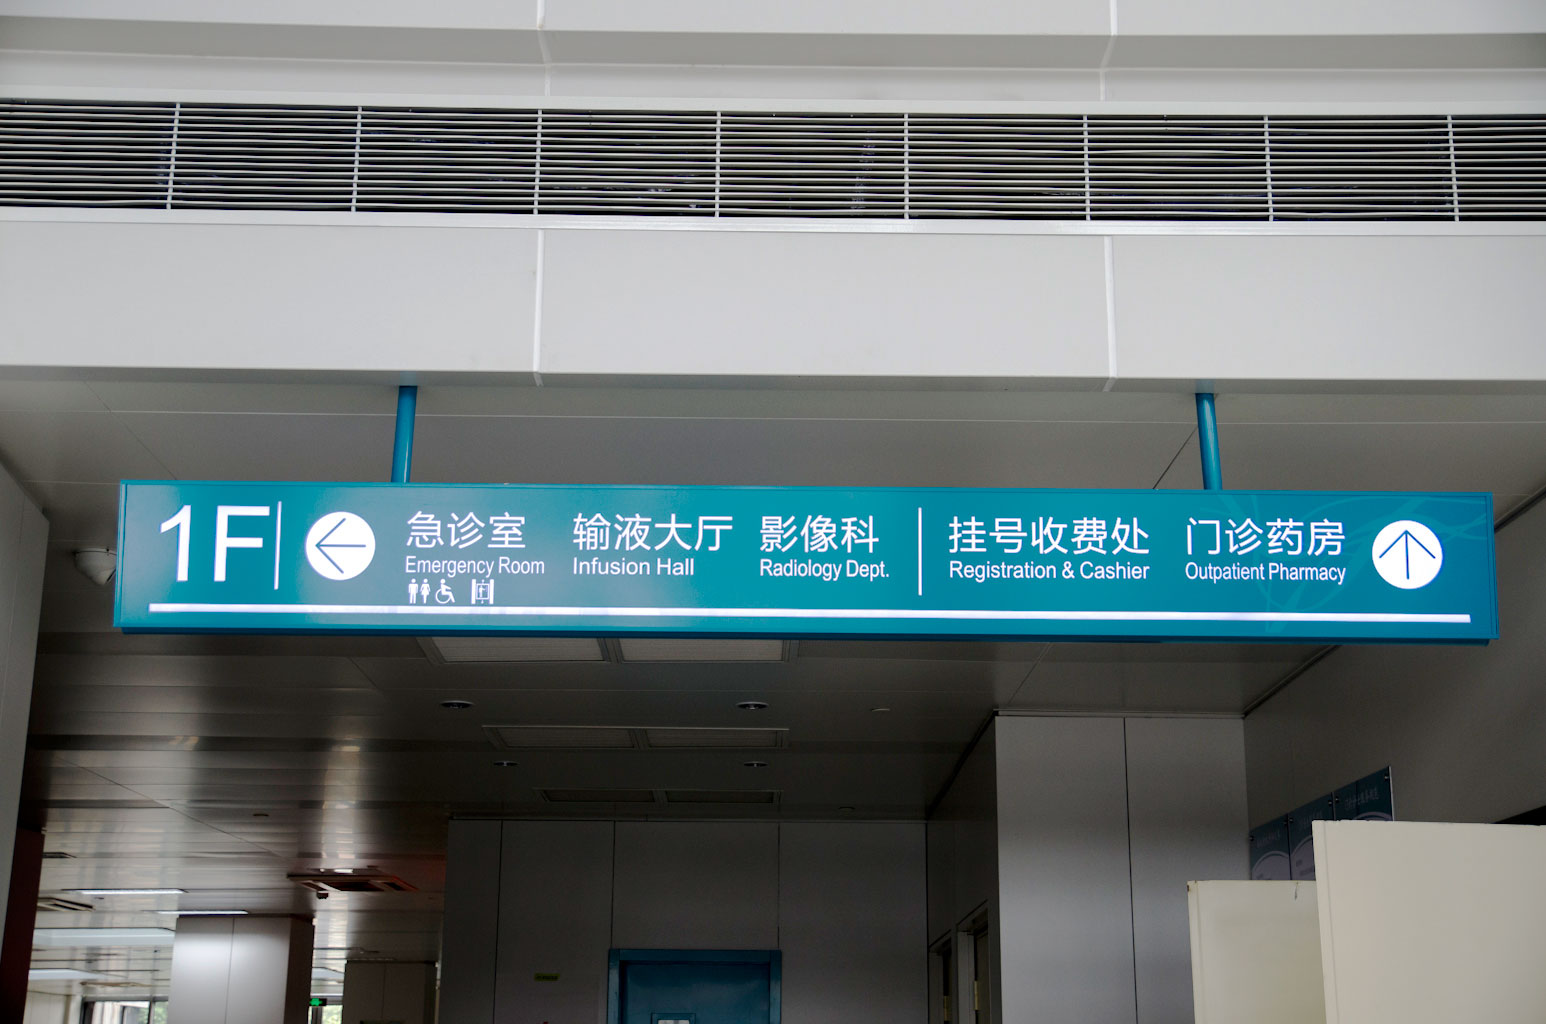 1F
急诊室 输液大厅 影像科 挂号收费处 门诊药房
Emergency Room Infusion Hall Radiology Dept. Registration & Cashier Outpatient Pharmacy